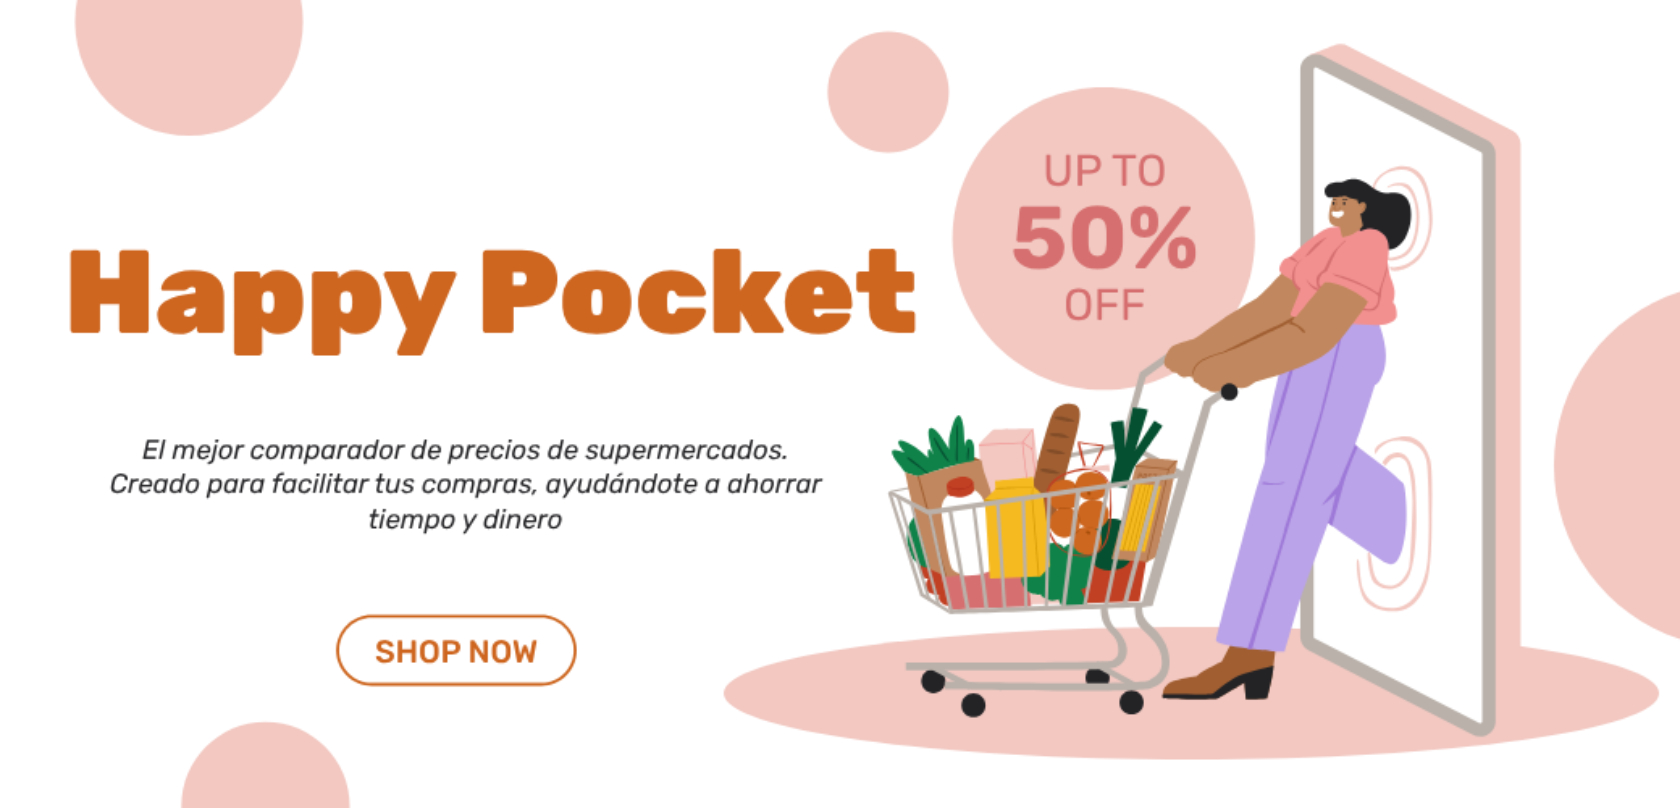 Happy Pocket
El mejor comparador de precios de supermercados.
Creado para facilitar tus compras, ayudándote a ahorrar
tiempo y dinero
SHOP NOW
UP TO
50%
OFF